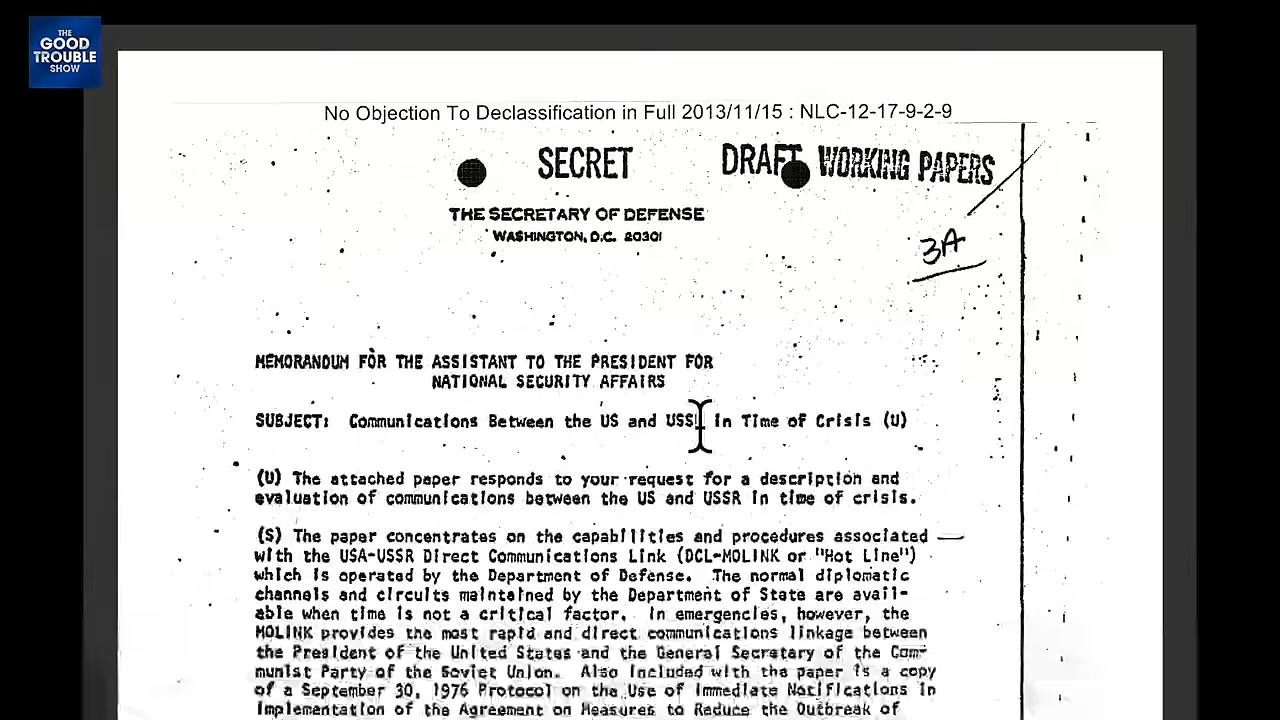 THE
GOOD
TROUBLE
SHOW
No Objection To Declassification in Full 2013/11/15 : NLC-12-17-9-2-9
SECRET DRAFT WORKING PAPERS
THE SECRETARY OF DEFENSE
WASHINGTON, D.C. 20301
3A
MEMORANDUM FOR THE ASSISTANT TO THE PRESIDENT FOR
NATIONAL SECURITY AFFAIRS
SUBJECT: Communications Between the US and USSR in Time of Crisis (U)
(U) The attached paper responds to your request for a description and
evaluation of communications between the US and USSR in time of crisis.
(S) The paper concentrates on the capabilities and procedures associated
with the USA-USSR Direct Communications Link (DCL-MOLINK or "Hot Line")
which is operated by the Department of Defense. The normal diplomatic
channels and circuits maintained by the Department of State are avail-
able when time is not a critical factor. In emergencies, however, the
MOLINK provides the most rapid and direct communications linkage between
the President of the United States and the General Secretary of the Com-
munist Party of the Soviet Union. Also included with the paper is a copy
of a September 30, 1976 Protocol on the Use of Immediate Notifications in
Implementation of the Agreement on Measures to Reduce the Outbreak of